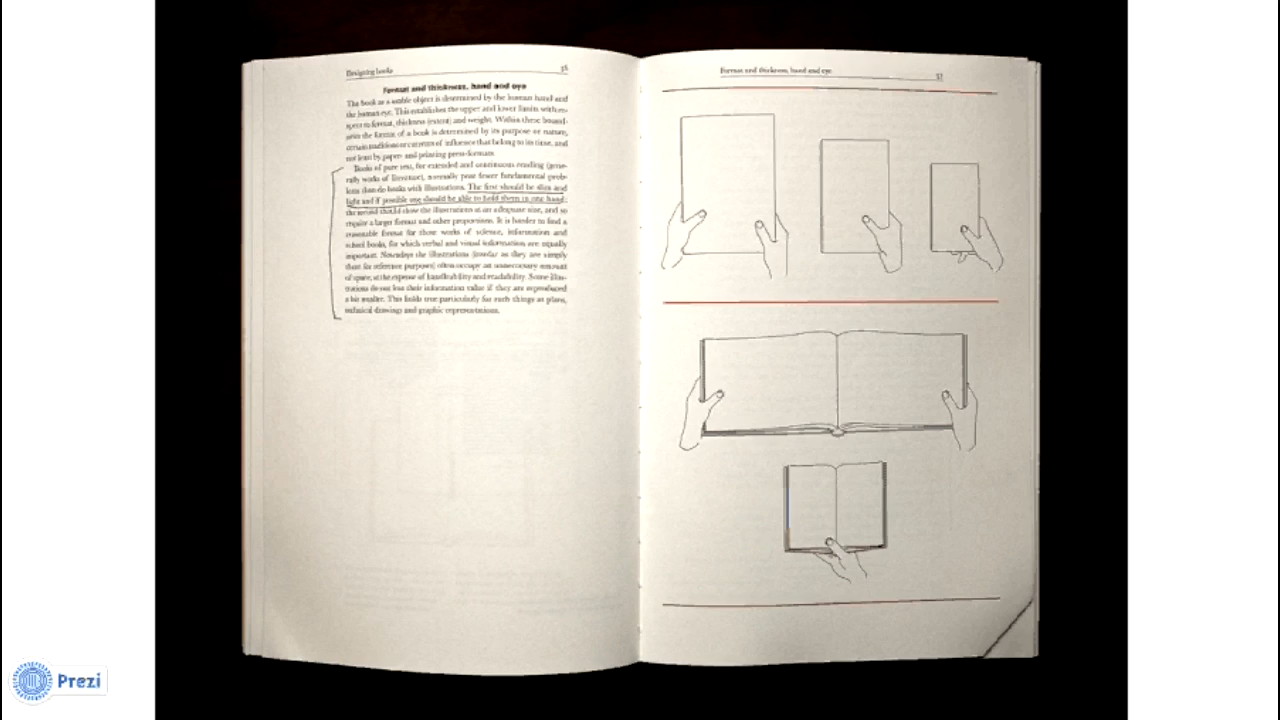 Designing books 36
Format and thickness, hand and eye
The book as a usable object is determined by the human hand and
the human eye. This establishes the upper and lower limits with re-
spect to format, thickness (extent) and weight. Within these bound-
aries the format of a book is determined by its purpose or nature,
certain traditions or currents of influence that belong to its time, and
not least by paper- and printing press-formats.
Books of pure text, for extended and continuous reading (gene-
rally works of literature), normally pose fewer fundamental prob-
lems than do books with illustrations. The first should be slim and
light and if possible one should be able to hold them in one hand:
the second should show the illustrations at an adequate size, and so
require a larger format and other proportions. It is harder to find a
reasonable format for those works of science, information and
school books, for which verbal and visual information are equally
important. Nowadays the illustrations (insofar as they are simply
there for reference purposes) often occupy an unnecessary amount
of space, at the expense of handleability and readability. Some illus-
trations do not lose their information value if they are reproduced
a bit smaller. This holds true particularly for such things as plans,
technical drawings and graphic representations.
Format and thickness, hand and eye 37
Prezi